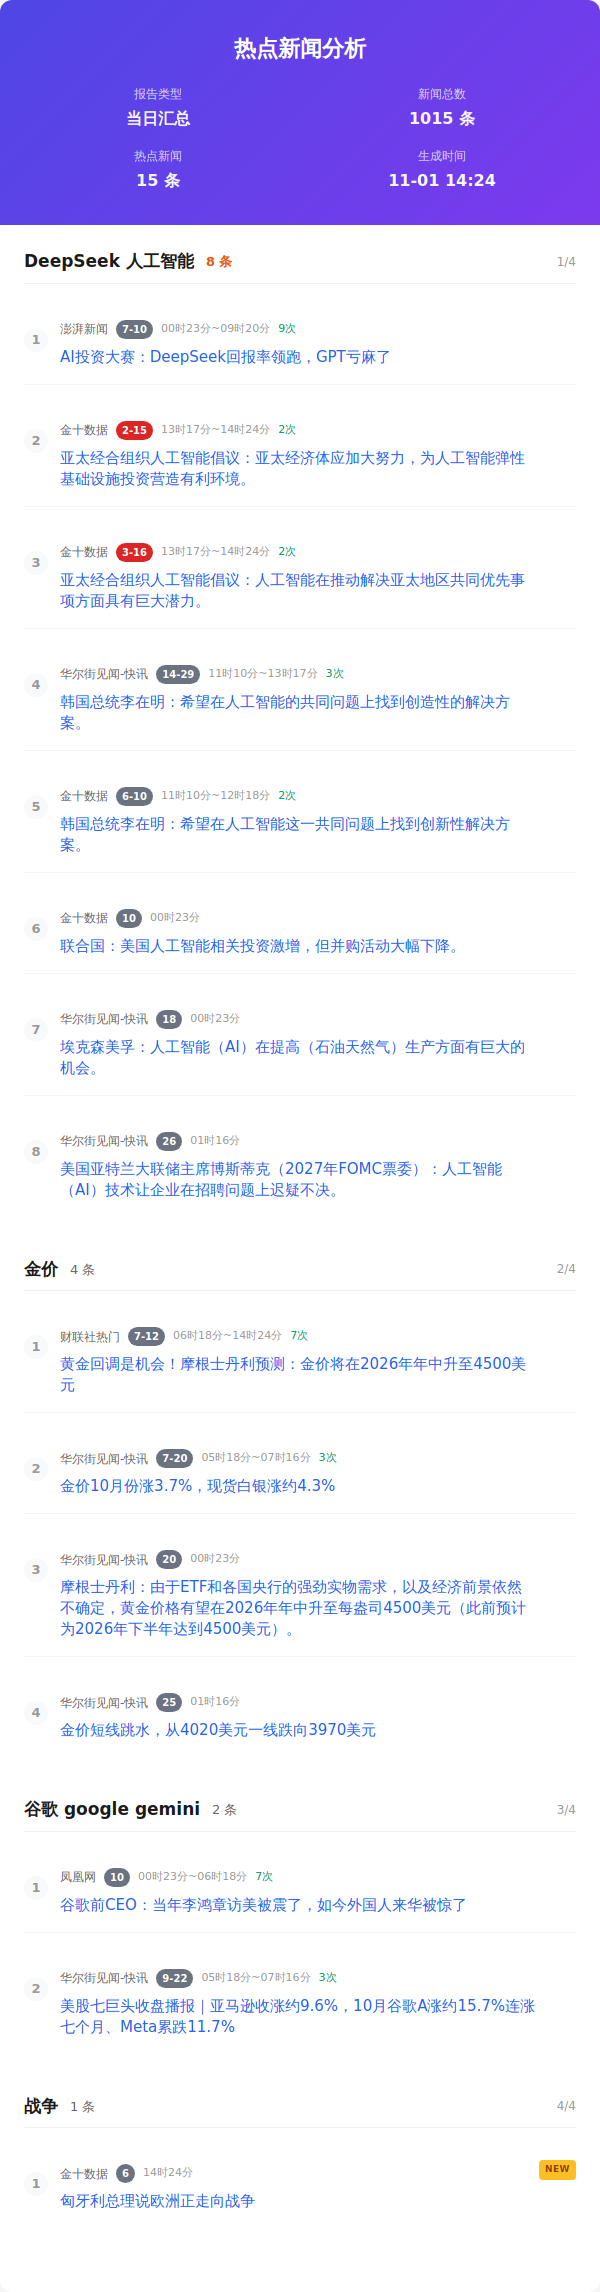 热点新闻分析
报告类型
当日汇总
新闻总数
1015 条
热点新闻
15 条
生成时间
11-01 14:24
DeepSeek 人工智能 8 条 1/4
1 澎湃新闻 7-10 00时23分~09时20分 9次
AI投资大赛：DeepSeek回报率领跑，GPT亏麻了
2 金十数据 2-15 13时17分~14时24分 2次
亚太经合组织人工智能倡议：亚太经济体应加大努力，为人工智能弹性
基础设施投资营造有利环境。
3 金十数据 3-16 13时17分~14时24分 2次
亚太经合组织人工智能倡议：人工智能在推动解决亚太地区共同优先事
项方面具有巨大潜力。
4 华尔街见闻-快讯 14-29 11时10分~13时17分 3次
韩国总统李在明：希望在人工智能的共同问题上找到创造性的解决方
案。
5 金十数据 6-10 11时10分~12时18分 2次
韩国总统李在明：希望在人工智能这一共同问题上找到创新性解决方
案。
6 金十数据 10 00时23分
联合国：美国人工智能相关投资激增，但并购活动大幅下降。
7 华尔街见闻-快讯 18 00时23分
埃克森美孚：人工智能（AI）在提高（石油天然气）生产方面有巨大的
机会。
8 华尔街见闻-快讯 26 01时16分
美国亚特兰大联储主席博斯蒂克（2027年FOMC票委）：人工智能
（AI）技术让企业在招聘问题上迟疑不决。
金价 4 条 2/4
1 财联社热门 7-12 06时18分~14时24分 7次
黄金回调是机会！摩根士丹利预测：金价将在2026年年中升至4500美
元
2 华尔街见闻-快讯 7-20 05时18分~07时16分 3次
金价10月份涨3.7%，现货白银涨约4.3%
3 华尔街见闻-快讯 20 00时23分
摩根士丹利：由于ETF和各国央行的强劲实物需求，以及经济前景依然
不确定，黄金价格有望在2026年年中升至每盎司4500美元（此前预计
为2026年下半年达到4500美元）。
4 华尔街见闻-快讯 25 01时16分
金价短线跳水，从4020美元一线跌向3970美元
谷歌 google gemini 2 条 3/4
1 凤凰网 10 00时23分~06时18分 7次
谷歌前CEO：当年李鸿章访美被震了，如今外国人来华被惊了
2 华尔街见闻-快讯 9-22 05时18分~07时16分 3次
美股七巨头收盘播报｜亚马逊收涨约9.6%，10月谷歌A涨约15.7%连涨
七个月、Meta累跌11.7%
战争 1 条 4/4
1 金十数据 6 14时24分 NEW
匈牙利总理说欧洲正走向战争